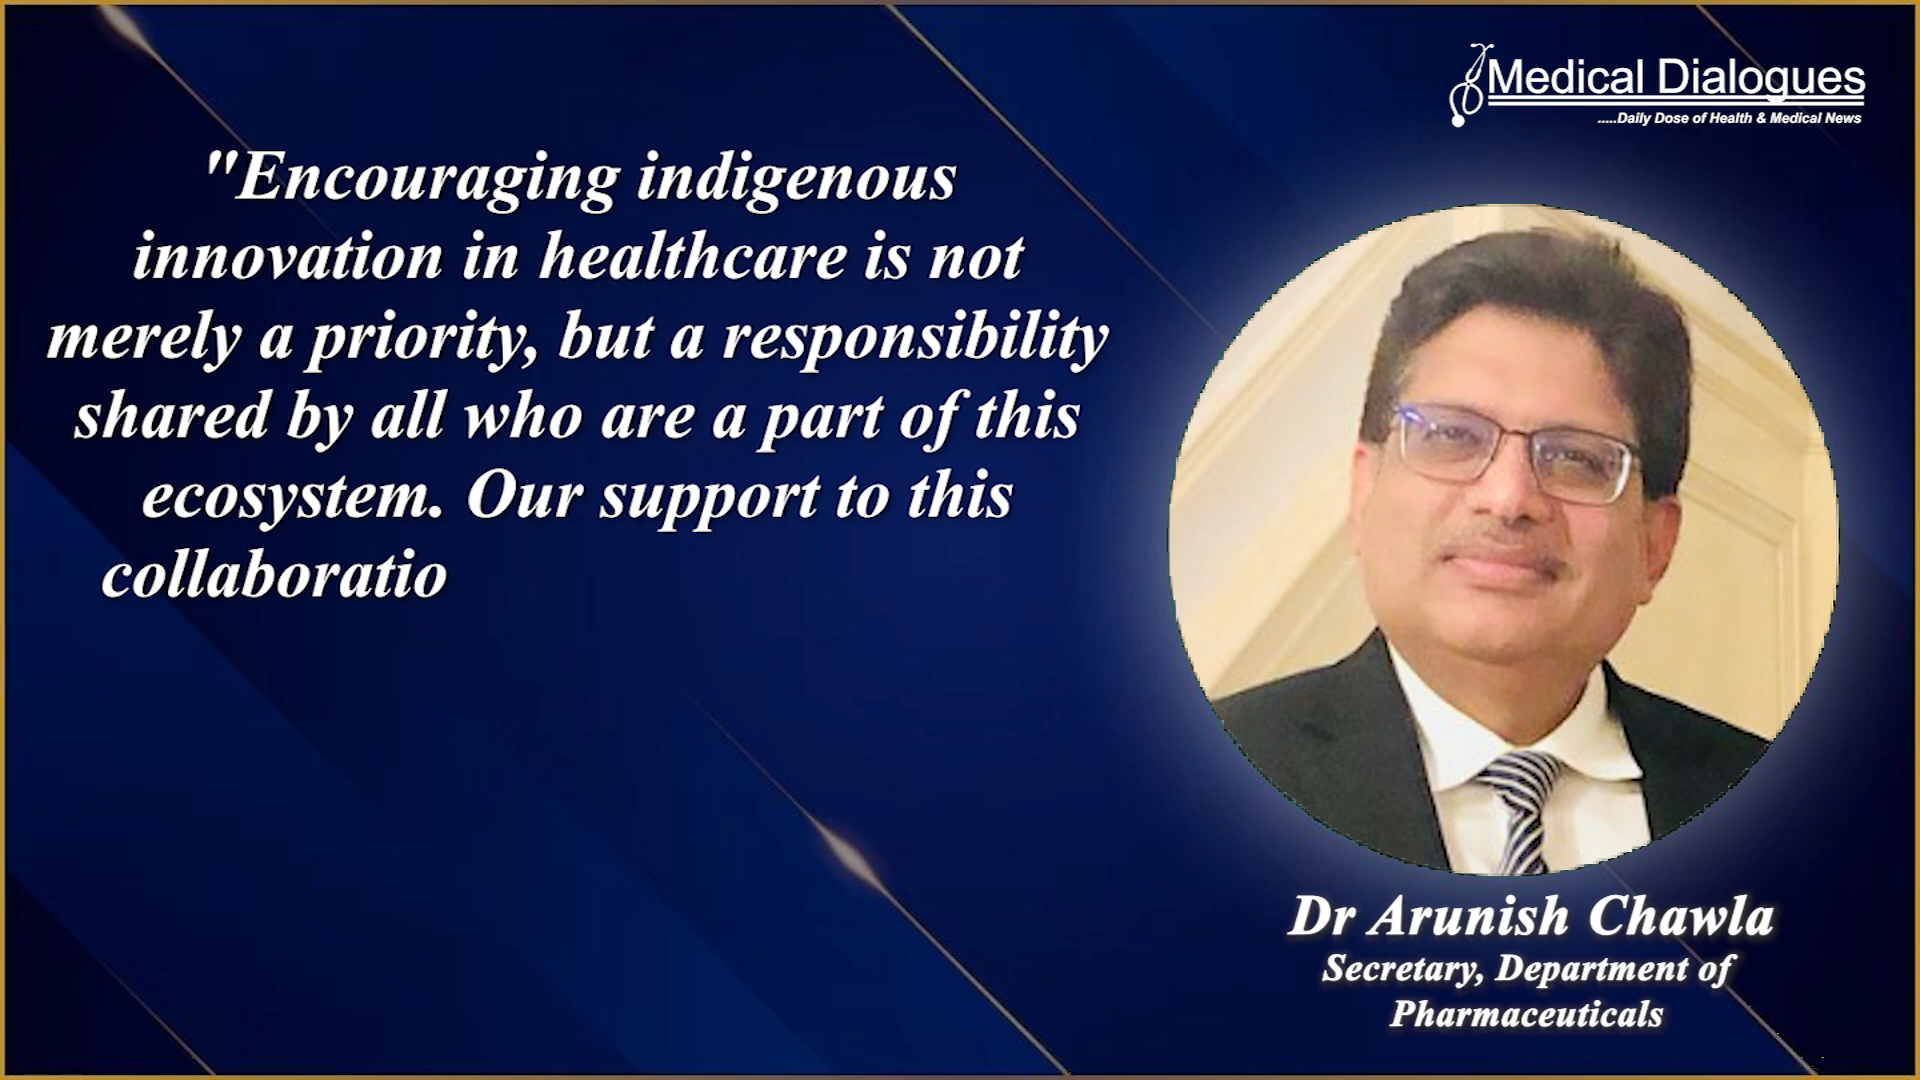 Medical Dialogues
.....Daily Dose of Health & Medical News
"Encouraging indigenous
innovation in healthcare is not
merely a priority, but a responsibility
shared by all who are a part of this
ecosystem. Our support to this
collaboratio
Dr Arunish Chawla
Secretary, Department of
Pharmaceuticals